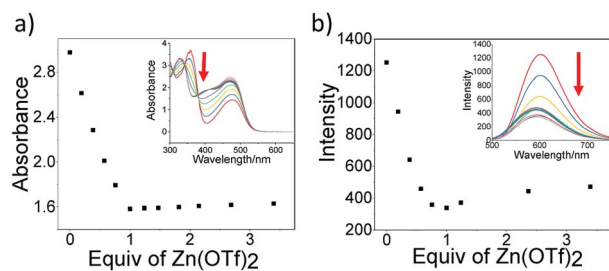 a)
Absorbance
2.8
2.4
2.0
1.6
0 1 2 3
Equiv of Zn(OTf)2
Absorbance
5
4
3
2
1
0
300 400 500 600
Wavelength/nm
b)
Intensity
1400
1200
1000
800
600
400
200
0 1 2 3
Equiv of Zn(OTf)2
Intensity
1400
1200
1000
800
600
400
200
0
500 600 700
Wavelength/nm